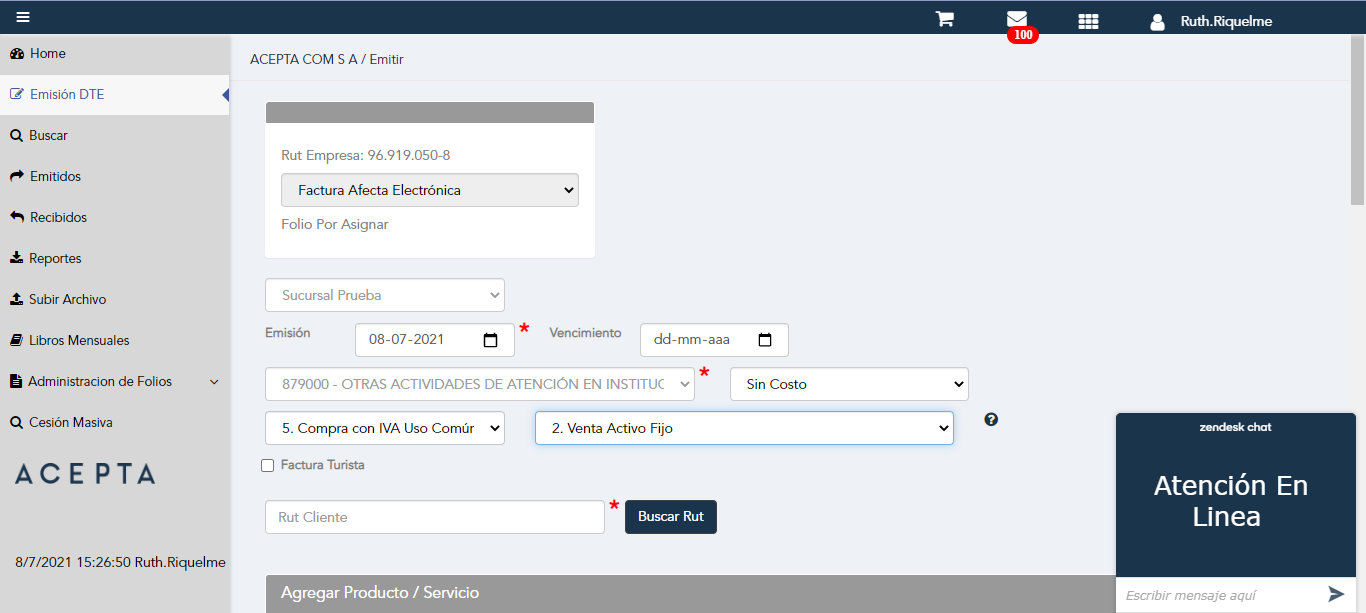 100
Ruth.Riquelme
Home
Emisión DTE
Buscar
Emitidos
Recibidos
Reportes
Subir Archivo
Libros Mensuales
Administracion de Folios
Cesión Masiva
ACEPTA
8/7/2021 15:26:50 Ruth.Riquelme
ACEPTA COM S A / Emitir
Rut Empresa: 96.919.050-8
Factura Afecta Electrónica
Folio Por Asignar
Sucursal Prueba
Emisión 08-07-2021 * Vencimiento dd-mm-aaa
879000 - OTRAS ACTIVIDADES DE ATENCIÓN EN INSTITUC * Sin Costo
5. Compra con IVA Uso Comúr 2. Venta Activo Fijo ?
Factura Turista
Rut Cliente * Buscar Rut
Agregar Producto / Servicio
zendesk chat
Atención En
Linea
Escribir mensaje aquí